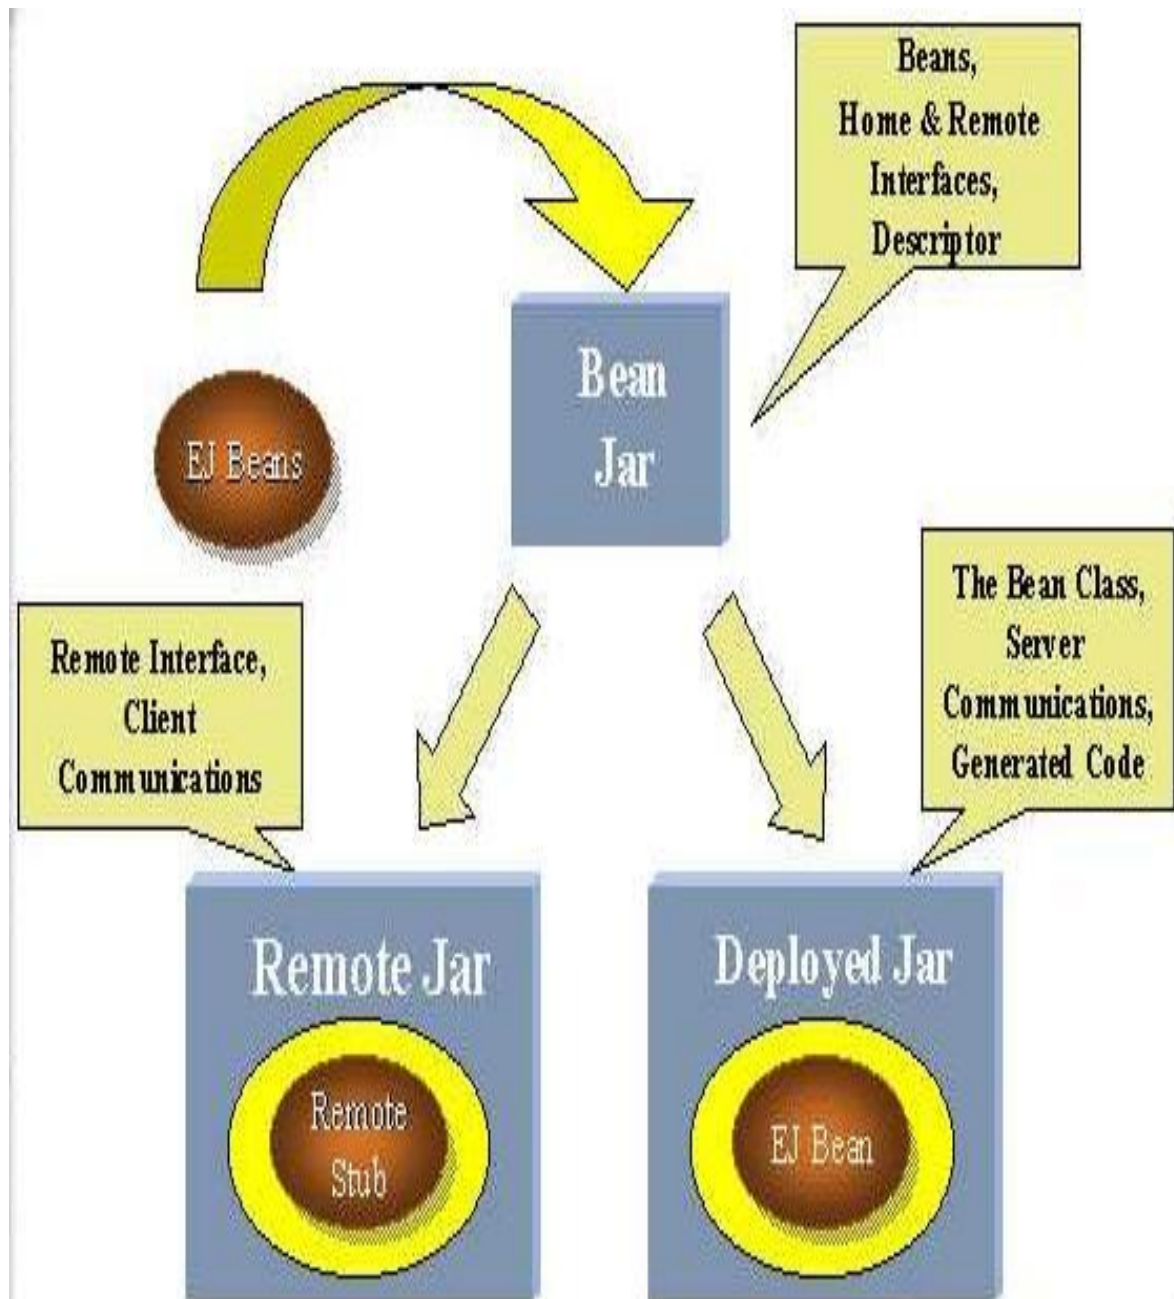 Beans,
Home & Remote
Interfaces,
Descriptor
Bean
Jar
EJ Beans
The Bean Class,
Server
Communications,
Generated Code
Remote Interface,
Client
Communications
Remote Jar
Deployed Jar
Remote
Stub
EJ Bean